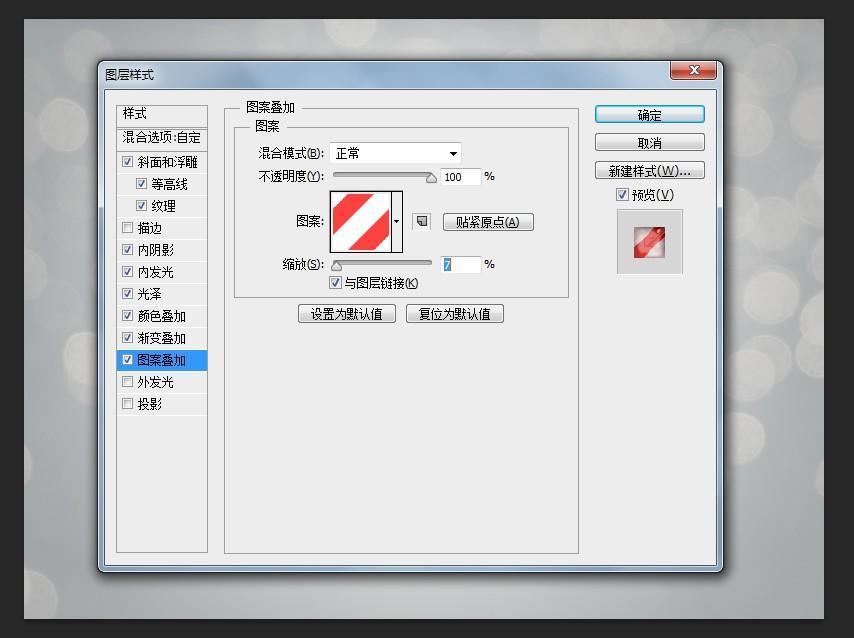 图层样式
样式
混合选项:自定
斜面和浮雕
等高线
纹理
描边
内阴影
内发光
光泽
颜色叠加
渐变叠加
图案叠加
外发光
投影
图案叠加
图案
混合模式(B): 正常
不透明度(Y): 100 %
图案: 贴紧原点(A)
缩放(S): 7 %
与图层链接(K)
设置为默认值 复位为默认值
确定
取消
新建样式(W)...
预览(V)